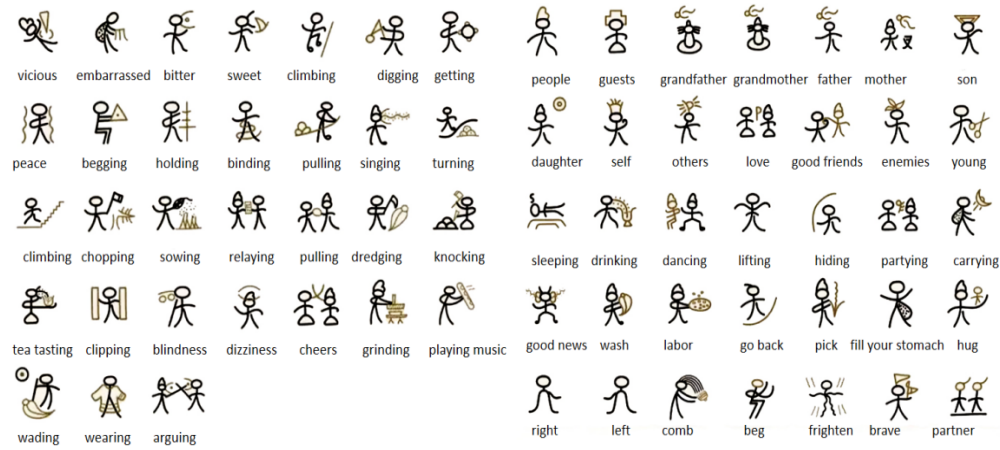 vicious embarrassed bitter sweet climbing digging getting
people guests grandfather grandmother father mother son
peace begging holding binding pulling singing turning
daughter self others love good friends enemies young
climbing chopping sowing relaying pulling dredging knocking
sleeping drinking dancing lifting hiding partying carrying
tea tasting clipping blindness dizziness cheers grinding playing music
good news wash labor go back pick fill your stomach hug
wading wearing arguing
right left comb beg frighten brave partner